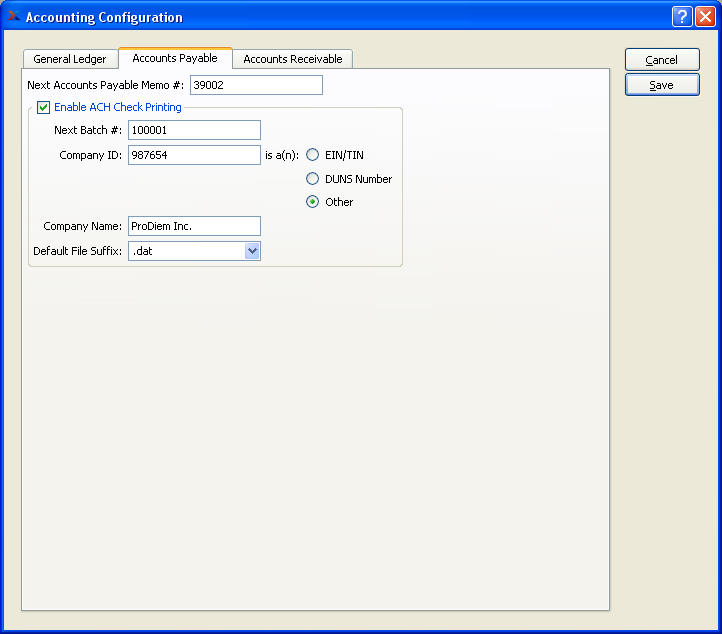 Accounting Configuration
General Ledger Accounts Payable Accounts Receivable
Cancel
Save
Next Accounts Payable Memo #: 39002
Enable ACH Check Printing
Next Batch #: 100001
Company ID: 987654 is a(n): EIN/TIN
DUNS Number
Other
Company Name: ProDiem Inc.
Default File Suffix: .dat